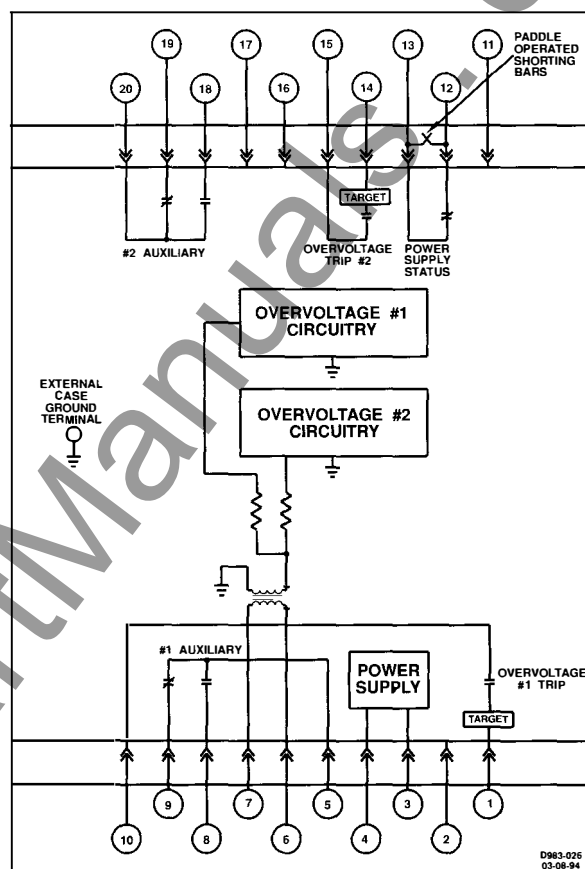 PADDLE
OPERATED
SHORTING
BARS
19
17
15
13
11
20
18
16
14
12
TARGET
#2 AUXILIARY
OVERVOLTAGE
TRIP #2
POWER
SUPPLY
STATUS
OVERVOLTAGE #1
CIRCUITRY
EXTERNAL
CASE
GROUND
TERMINAL
OVERVOLTAGE #2
CIRCUITRY
#1 AUXILIARY
POWER
SUPPLY
OVERVOLTAGE
#1 TRIP
TARGET
9
7
5
3
1
10
8
6
4
2
D983-026
03-08-94